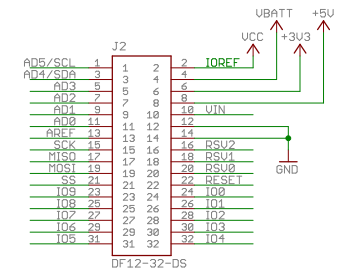 VBATT +5V
VCC +3V3
J2
AD5/SCL 1 1 2 2 IOREF
AD4/SDA 3 3 4 4
AD3 5 5 6 6
AD2 7 7 8 8
AD1 9 9 10 10 VIN
AD0 11 11 12 12
AREF 13 13 14 14
SCK 15 15 16 16 RSV2
MISO 17 17 18 18 RSV1
MOSI 19 19 20 20 RSV0
SS 21 21 22 22 RESET
IO9 23 23 24 24 IO0
IO8 25 25 26 26 IO1
IO7 27 27 28 28 IO2
IO6 29 29 30 30 IO3
IO5 31 31 32 32 IO4
GND
DF12-32-DS